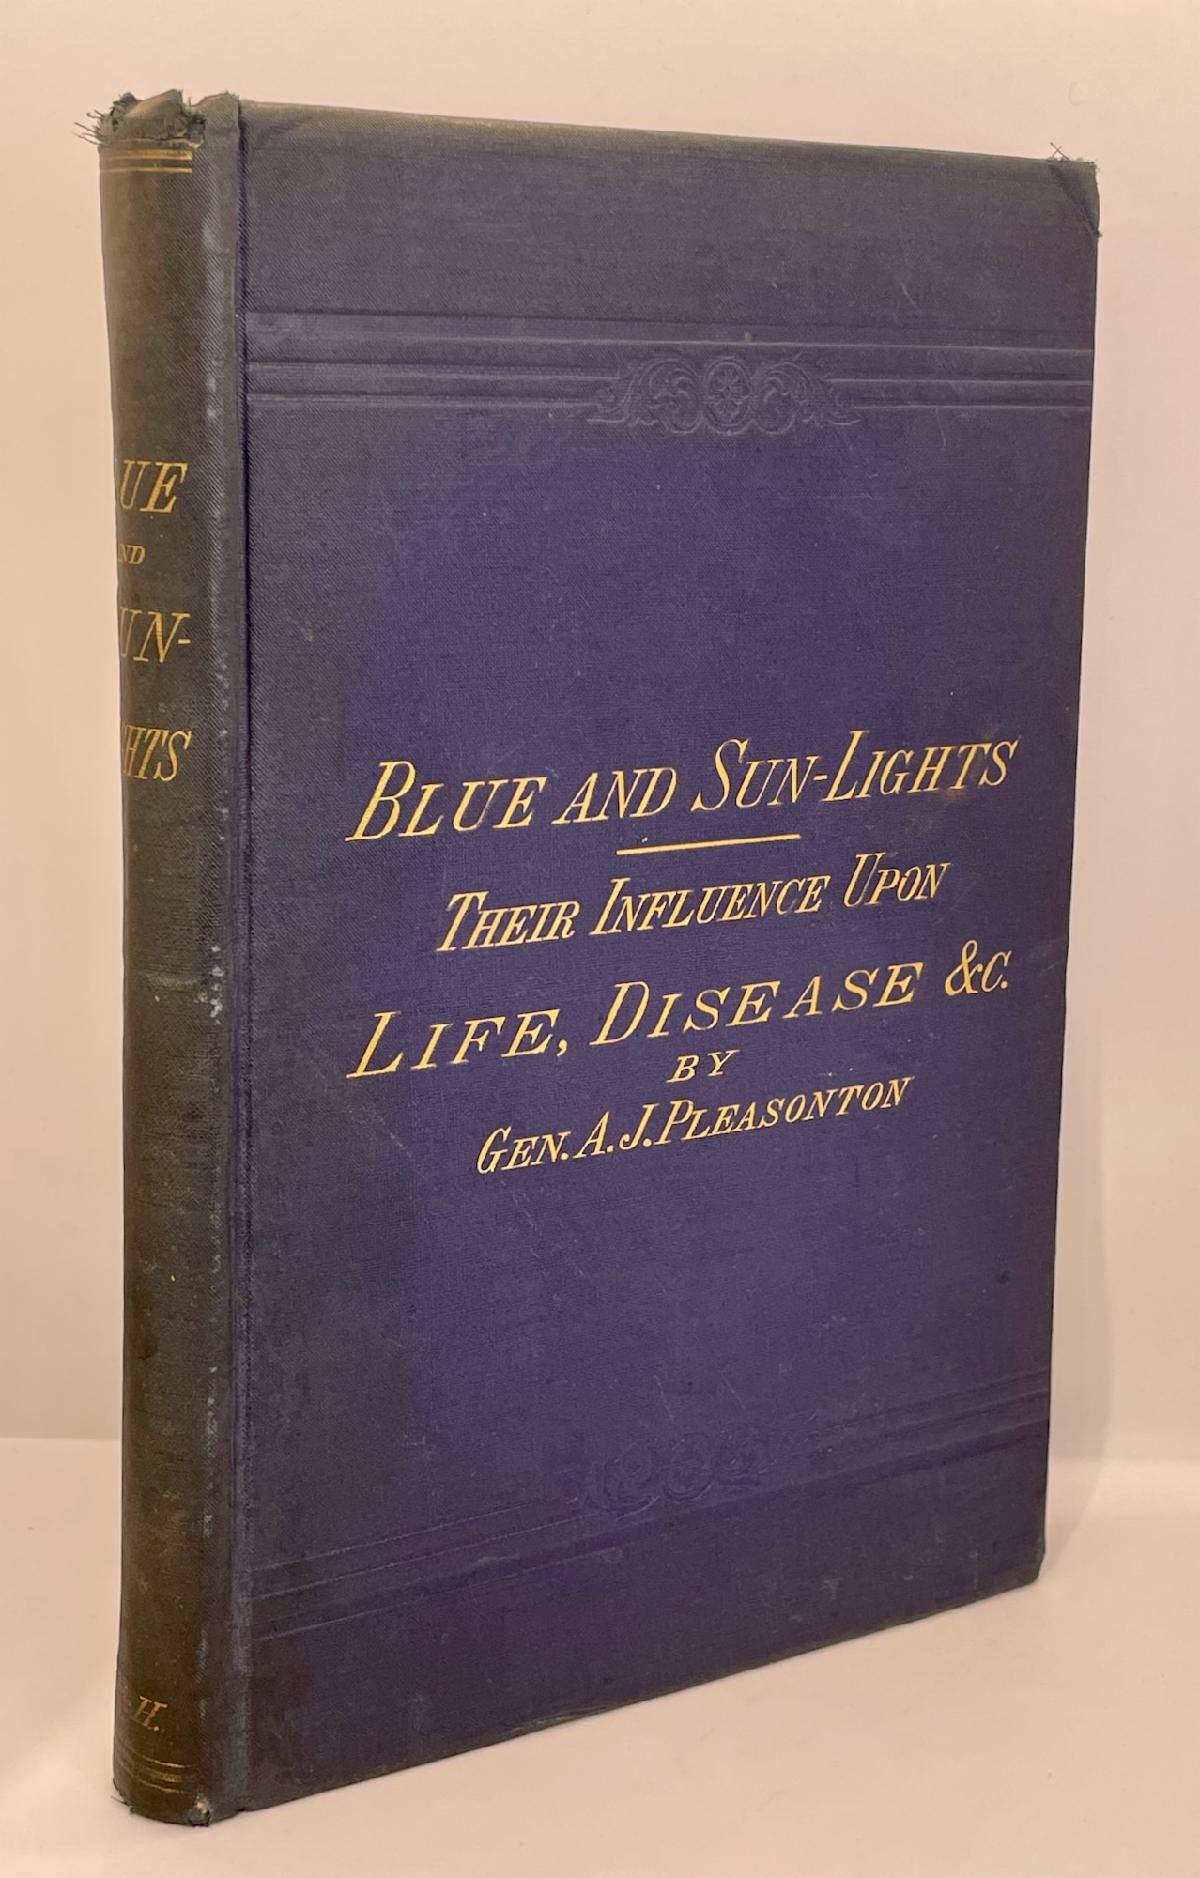 BLUE AND SUN-LIGHTS
THEIR INFLUENCE UPON
LIFE, DISEASE &C.
BY
GEN. A. J. PLEASONTON
UE
ND
UN-
HTS
H.